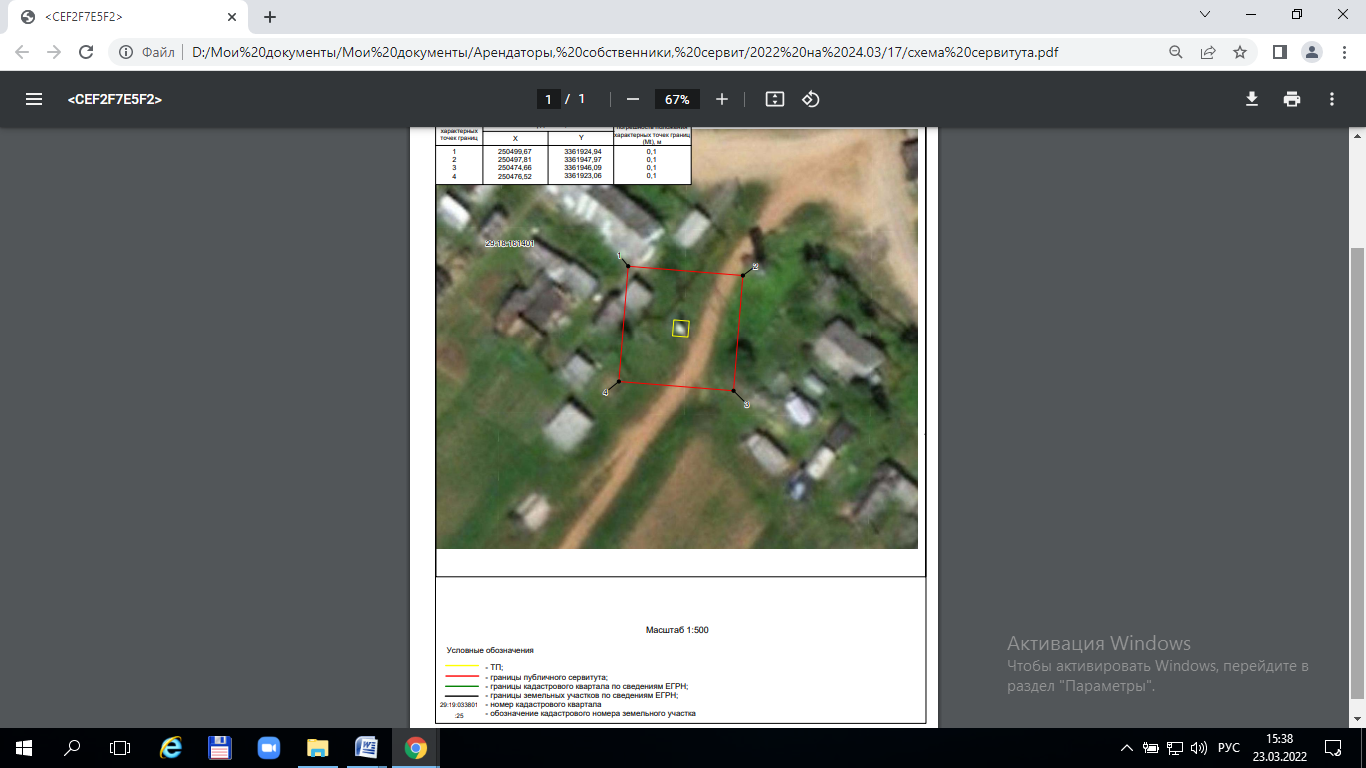 <CEF2F7E5F2>
Файл D:/Мои%20документы/Мои%20документы/Арендаторы,%20собственники,%20сервит/2022%20на%2024.03/17/схема%20сервитута.pdf
<CEF2F7E5F2>
1 / 1
67%
характерных точек границ
X
Y
погрешность положения
характерных точек границ
(Mt), м
1 250499,67 3361924,94 0,1
2 250497,81 3361947,97 0,1
3 250474,66 3361946,09 0,1
4 250476,52 3361923,06 0,1
29:18:161401
1
2
4
3
Масштаб 1:500
Условные обозначения
- ТП;
- границы публичного сервитута;
- границы кадастрового квартала по сведениям ЕГРН;
- границы земельных участков по сведениям ЕГРН;
29:19:033801 - номер кадастрового квартала
:25 - обозначение кадастрового номера земельного участка
Активация Windows
Чтобы активировать Windows, перейдите в
раздел "Параметры".
РУС
15:38
23.03.2022